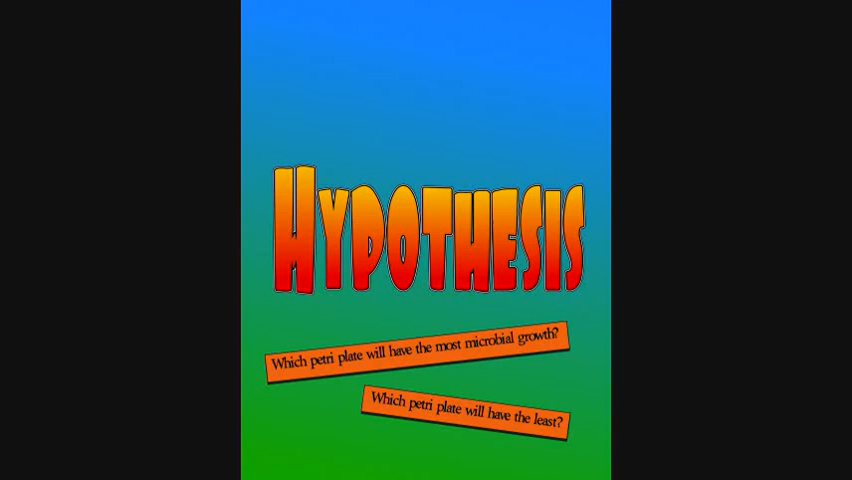 HYPOTHESIS
Which petri plate will have the most microbial growth?
Which petri plate will have the least?